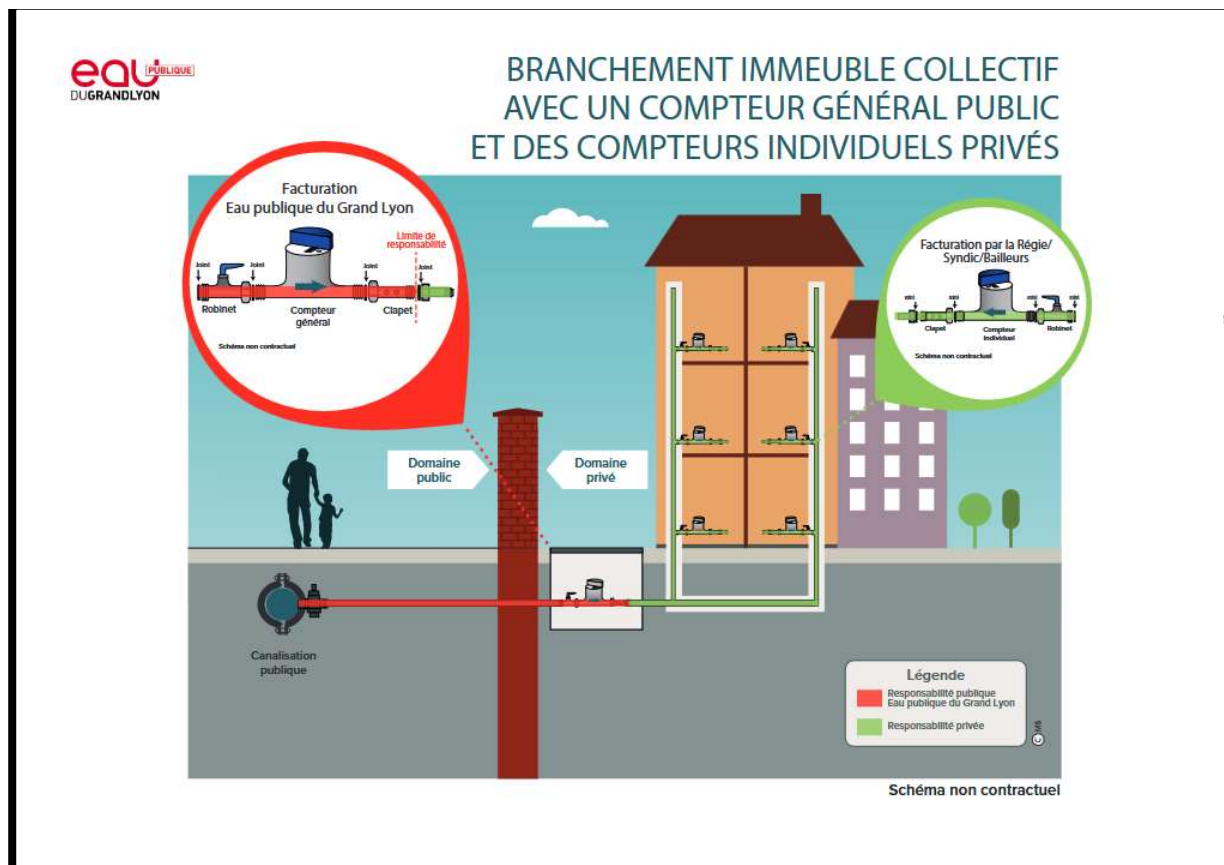 eau PUBLIQUE
DUGRANDLYON
BRANCHEMENT IMMEUBLE COLLECTIF
AVEC UN COMPTEUR GÉNÉRAL PUBLIC
ET DES COMPTEURS INDIVIDUELS PRIVÉS
Facturation
Eau publique du Grand Lyon
Limite de
responsabilité
Joint
Joint
Joint
Joint
Robinet
Compteur
général
Clapet
Schéma non contractuel
Facturation par la Régie/
Syndic/Bailleurs
Clapet
Compteur
Individuel
Robinet
Schéma non contractuel
Domaine
public
Domaine
privé
Canalisation
publique
Légende
Responsabilité publique
Eau publique du Grand Lyon
Responsabilité privée
Schéma non contractuel